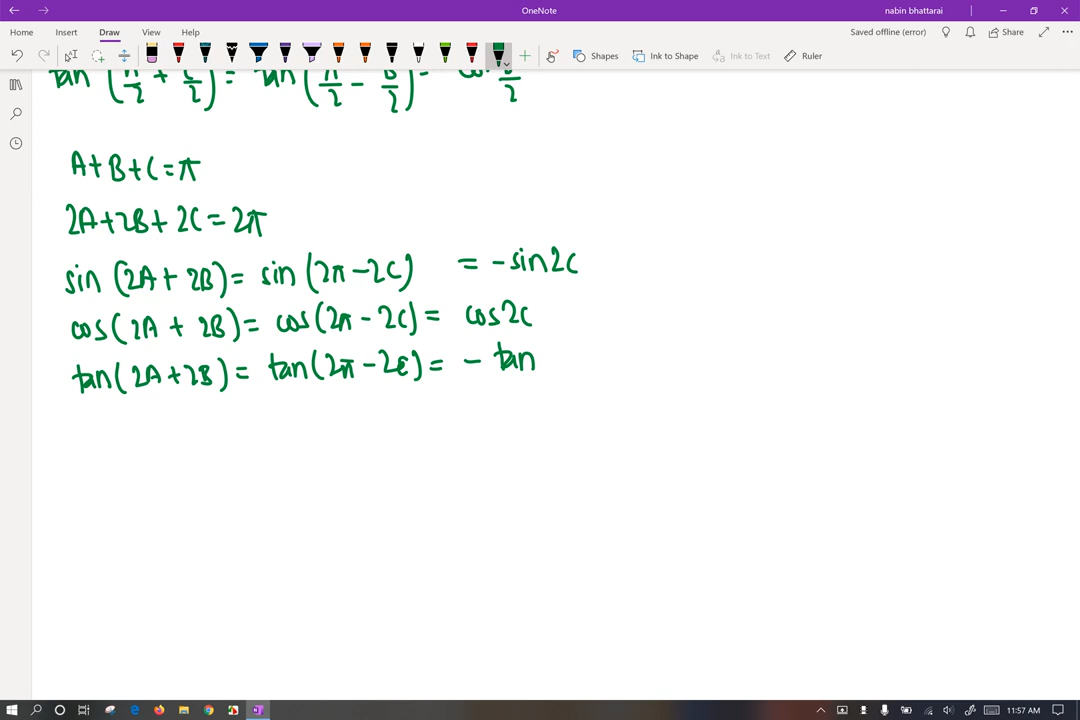 OneNote
nabin bhattarai
Home Insert Draw View Help
Saved offline (error)
Share
Shapes
Ink to Shape
Ink to Text
Ruler
A+B+C=π
2A+2B+2C=2π
sin (2A+2B)= sin (2π-2C) = -sin2C
cos(2A+2B)= cos(2π-2C)= cos2C
tan(2A+2B)= tan(2π-2C)= - tan
11:57 AM